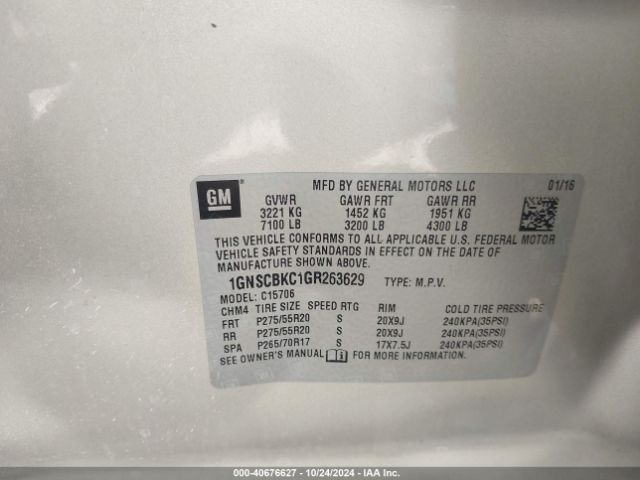 GM
MFD BY GENERAL MOTORS LLC 01/16
GVWR GAWR FRT GAWR RR
3221 KG 1452 KG 1951 KG
7100 LB 3200 LB 4300 LB
THIS VEHICLE CONFORMS TO ALL APPLICABLE U.S. FEDERAL MOTOR
VEHICLE SAFETY STANDARDS IN EFFECT ON THE DATE OF
MANUFACTURE SHOWN ABOVE.
1GNSCBKC1GR263629 TYPE: M.P.V.
MODEL: C15706
CHM4 TIRE SIZE SPEED RTG RIM COLD TIRE PRESSURE
FRT P275/55R20 S 20X9J 240KPA(35PSI)
RR P275/55R20 S 20X9J 240KPA(35PSI)
SPA P265/70R17 S 17X7.5J 240KPA(35PSI)
SEE OWNER'S MANUAL FOR MORE INFORMATION.
000-40676627 - 10/24/2024 - IAA Inc.